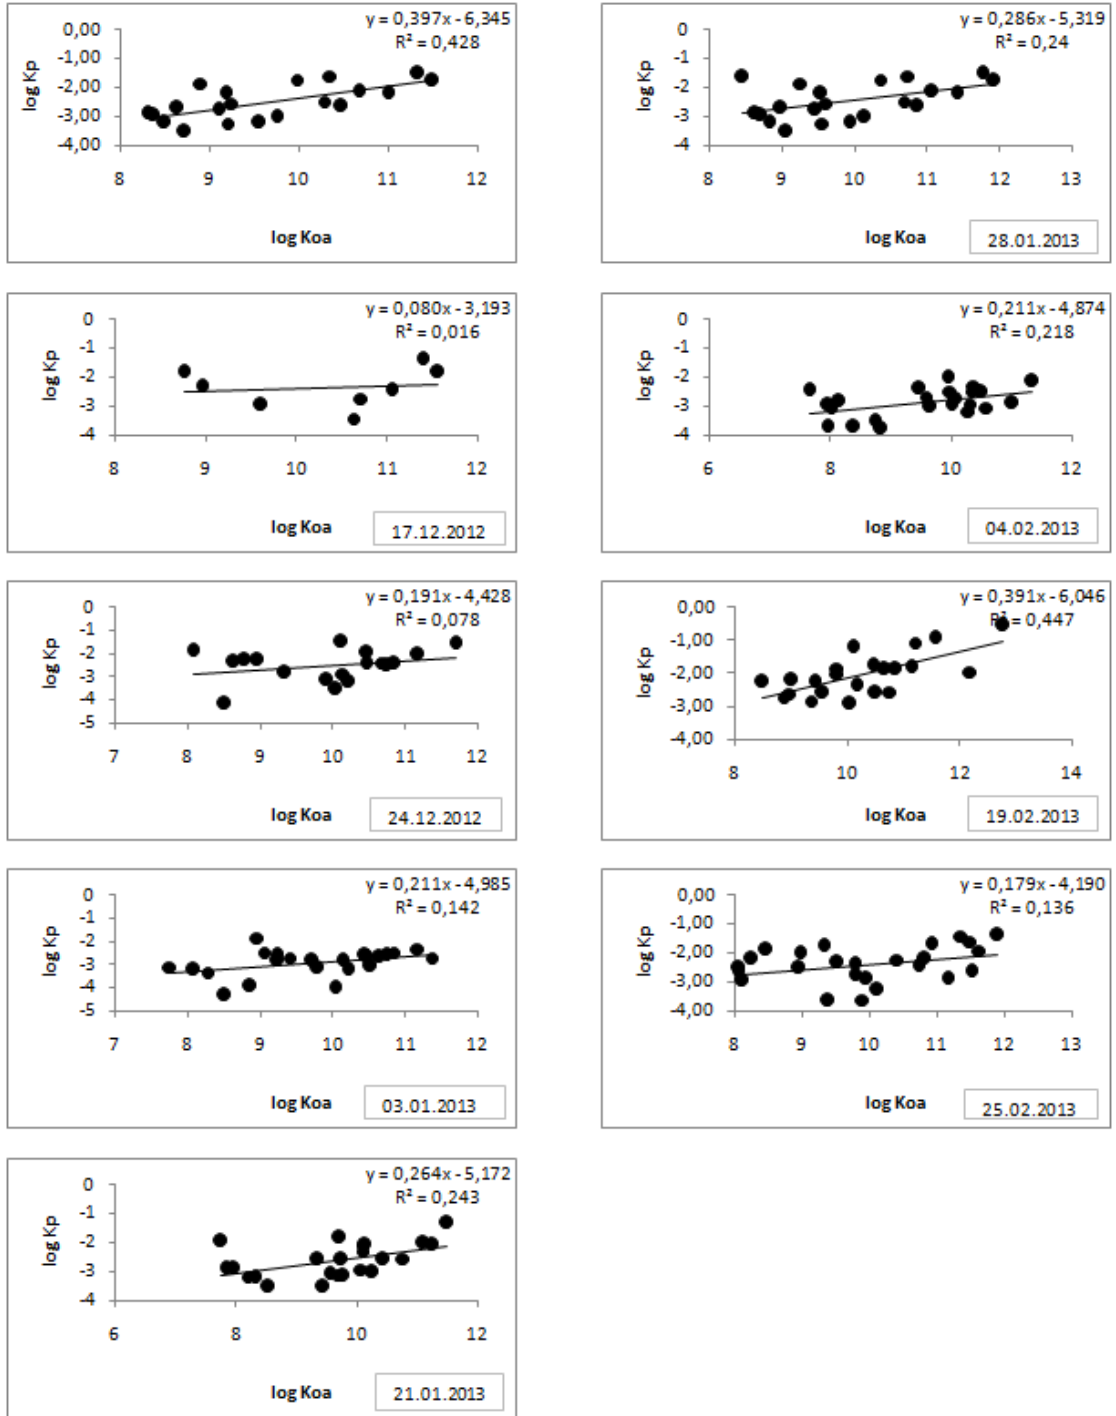 y = 0,397x - 6,345
R² = 0,428
0,00
-1,00
-2,00
-3,00
-4,00
log Kp
8 9 10 11 12
log Koa
y = 0,286x - 5,319
R² = 0,24
0
-1
-2
-3
-4
log Kp
8 9 10 11 12 13
log Koa
28.01.2013
y = 0,080x - 3,193
R² = 0,016
0
-1
-2
-3
-4
log Kp
8 9 10 11 12
log Koa
17.12.2012
y = 0,211x - 4,874
R² = 0,218
0
-1
-2
-3
-4
log Kp
6 8 10 12
log Koa
04.02.2013
y = 0,191x - 4,428
R² = 0,078
0
-1
-2
-3
-4
-5
log Kp
7 8 9 10 11 12
log Koa
24.12.2012
y = 0,391x - 6,046
R² = 0,447
0,00
-1,00
-2,00
-3,00
-4,00
log Kp
8 10 12 14
log Koa
19.02.2013
y = 0,211x - 4,985
R² = 0,142
0
-1
-2
-3
-4
-5
log Kp
7 8 9 10 11 12
log Koa
03.01.2013
y = 0,179x - 4,190
R² = 0,136
0,00
-1,00
-2,00
-3,00
-4,00
log Kp
8 9 10 11 12 13
log Koa
25.02.2013
y = 0,264x - 5,172
R² = 0,243
0
-1
-2
-3
-4
log Kp
6 8 10 12
log Koa
21.01.2013